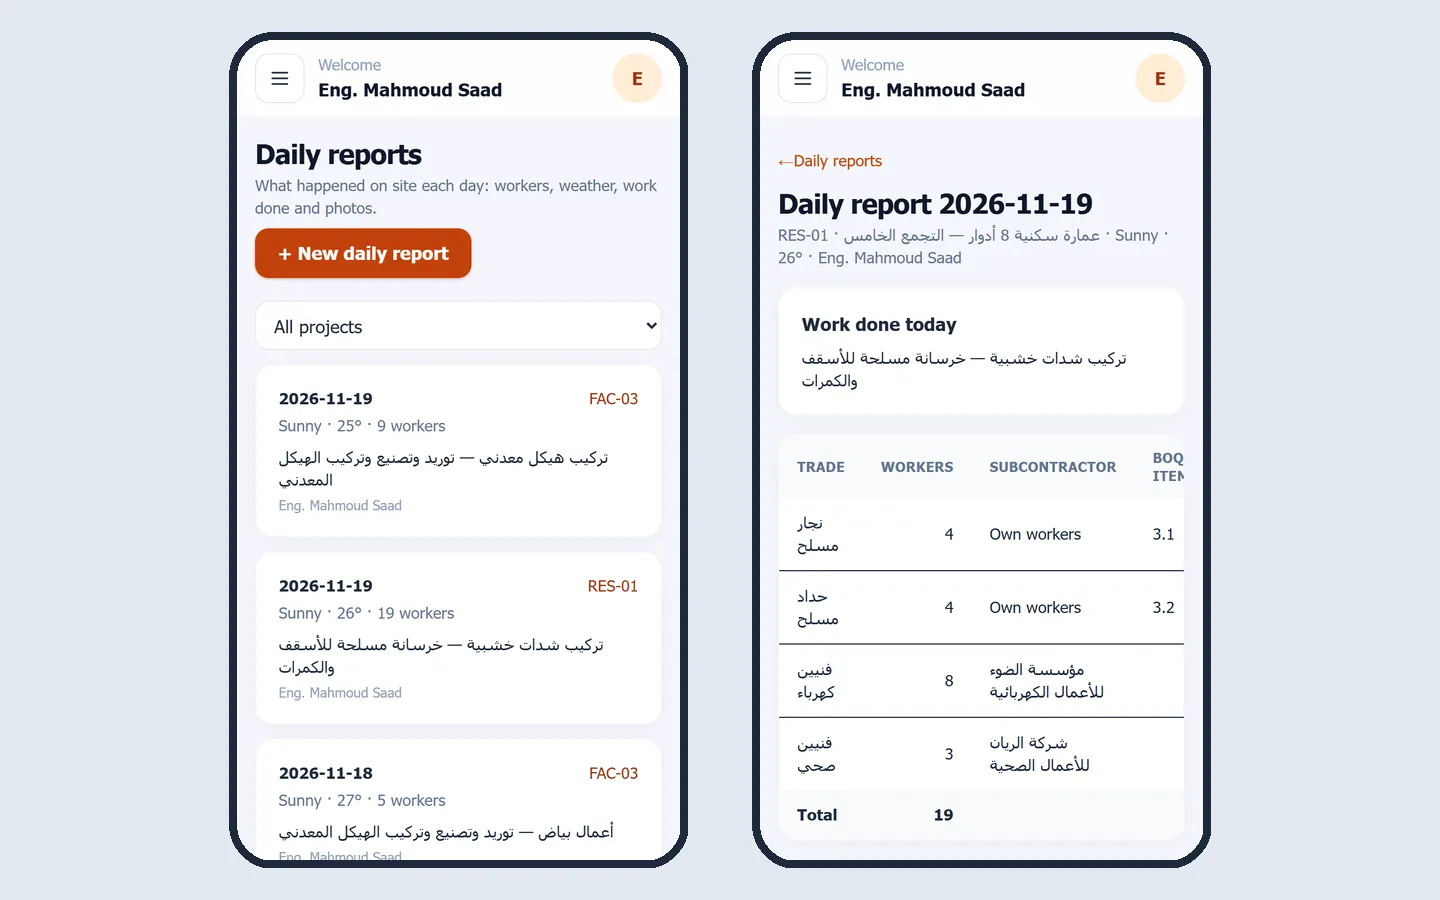 Welcome
Eng. Mahmoud Saad
E
Daily reports
What happened on site each day: workers, weather, work
done and photos.
+ New daily report
All projects
2026-11-19 FAC-03
Sunny · 25° · 9 workers
تركيب هيكل معدني — توريد وتصنيع وتركيب الهيكل
المعدني
Eng. Mahmoud Saad
2026-11-19 RES-01
Sunny · 26° · 19 workers
تركيب شدات خشبية — خرسانة مسلحة للأسقف
والكمرات
Eng. Mahmoud Saad
2026-11-18 FAC-03
Sunny · 27° · 5 workers
أعمال بياض — توريد وتصنيع وتركيب الهيكل المعدني
Eng. Mahmoud Saad
Welcome
Eng. Mahmoud Saad
E
←Daily reports
Daily report 2026-11-19
RES-01 · عمارة سكنية 8 أدوار — التجمع الخامس · Sunny ·
26° · Eng. Mahmoud Saad
Work done today
تركيب شدات خشبية — خرسانة مسلحة للأسقف
والكمرات
TRADE WORKERS SUBCONTRACTOR BOQ
ITEM
نجار
مسلح
4 Own workers 3.1
حداد
مسلح
4 Own workers 3.2
فنيين
كهرباء
8
مؤسسة الضوء
للأعمال الكهربائية
فنيين
صحي
3
شركة الريان
للأعمال الصحية
Total 19